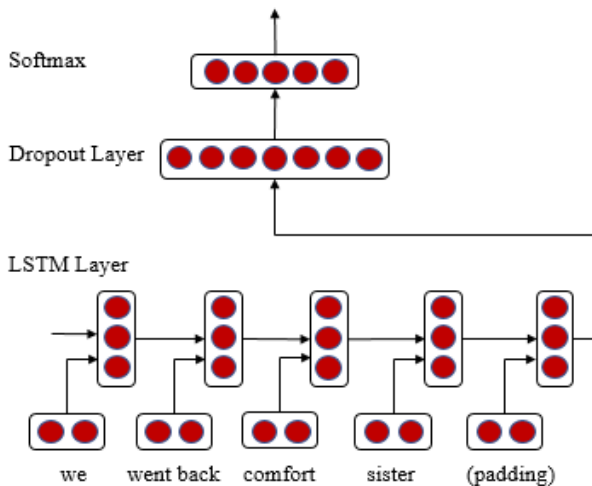 Softmax
Dropout Layer
LSTM Layer
we went back comfort sister (padding)